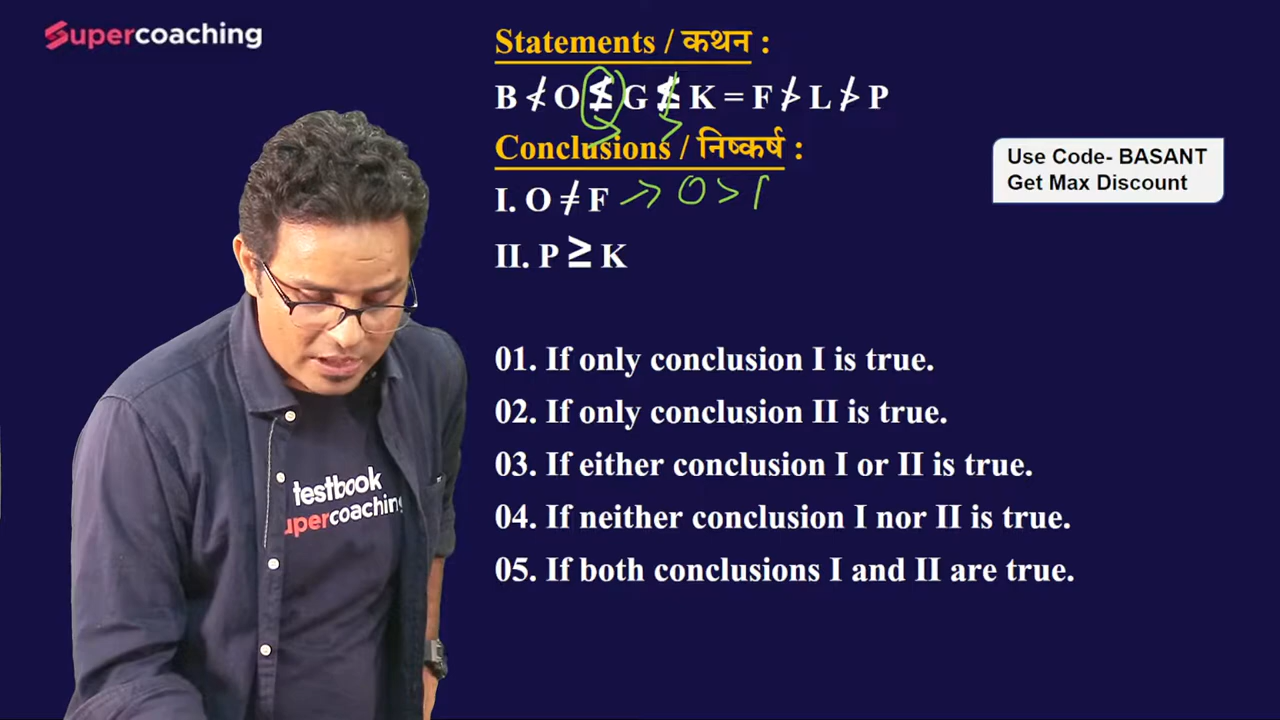 Supercoaching
Statements / कथन :
B ≮ O ≰ G ≰ K = F ≯ L ≯ P
Conclusions / निष्कर्ष :
I. O ≠ F → O >
II. P ≥ K
Use Code- BASANT
Get Max Discount
01. If only conclusion I is true.
02. If only conclusion II is true.
03. If either conclusion I or II is true.
04. If neither conclusion I nor II is true.
05. If both conclusions I and II are true.
testbook
upercoaching